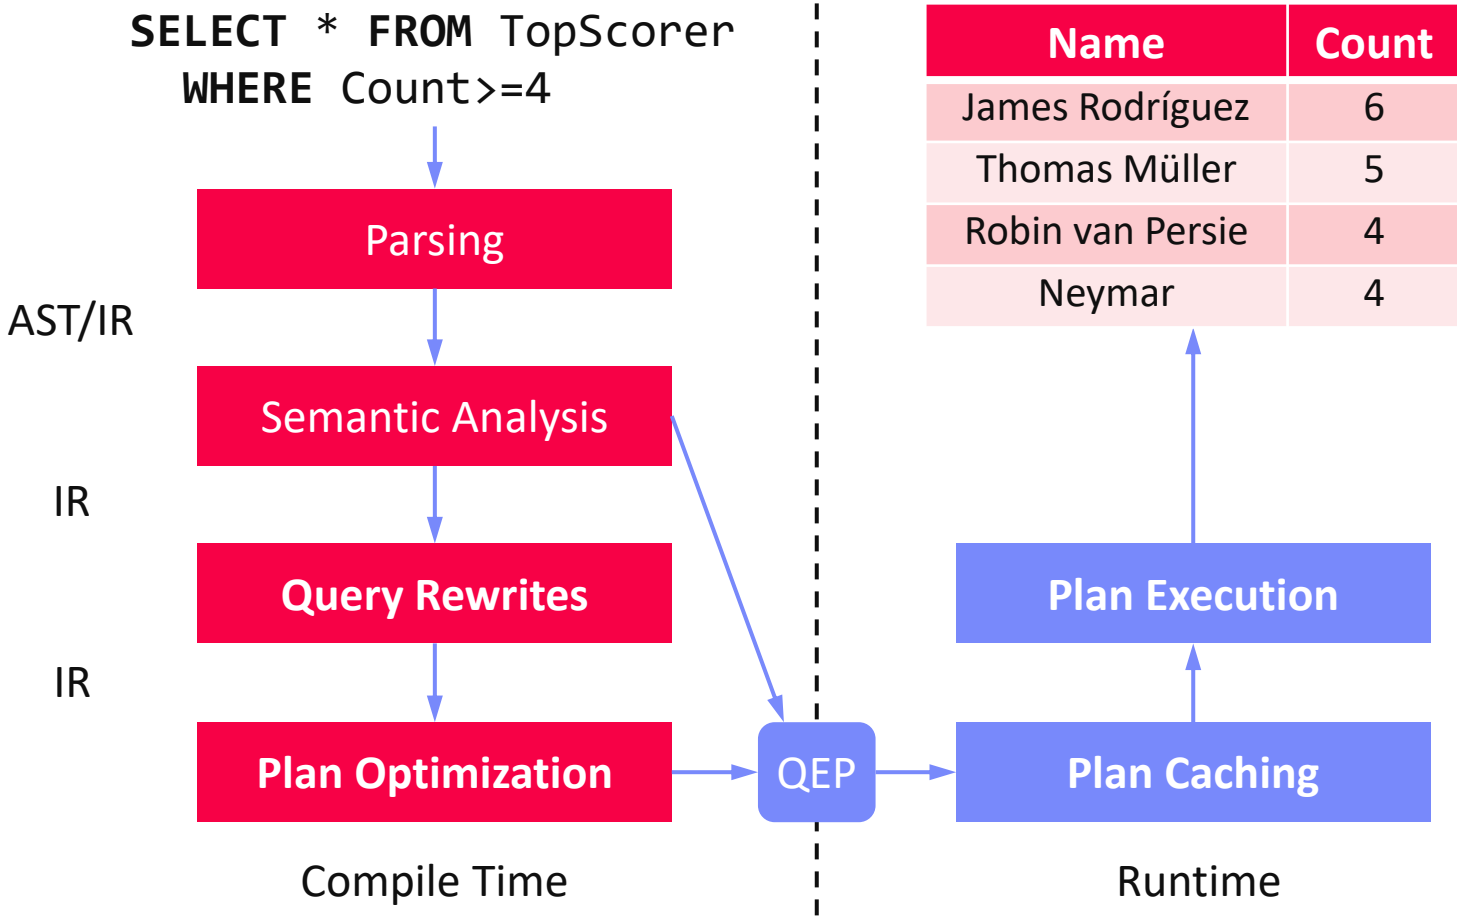 SELECT * FROM TopScorer
WHERE Count>=4
Parsing
AST/IR
Semantic Analysis
IR
Query Rewrites
IR
Plan Optimization
Compile Time
QEP
Name Count
James Rodríguez 6
Thomas Müller 5
Robin van Persie 4
Neymar 4
Plan Execution
Plan Caching
Runtime